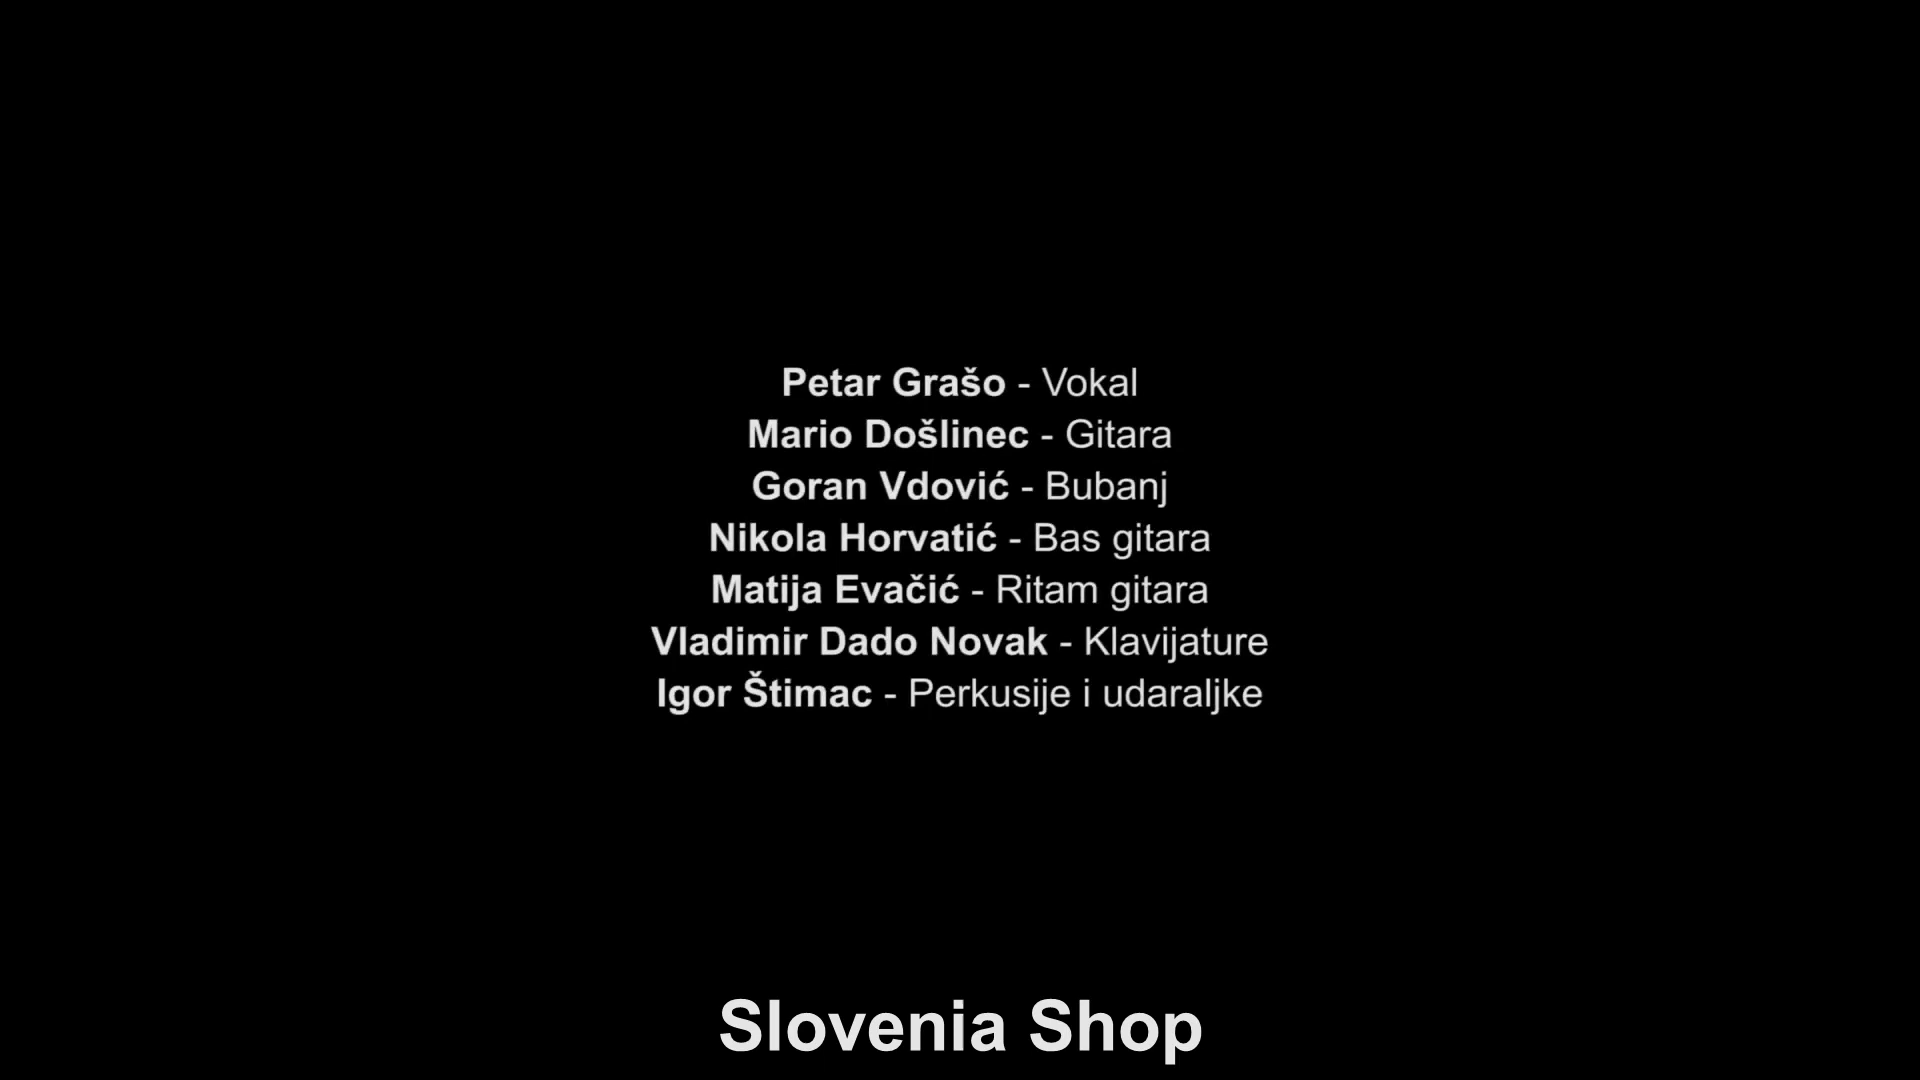 Petar Grašo - Vokal
Mario Došlinec - Gitara
Goran Vdović - Bubanj
Nikola Horvatić - Bas gitara
Matija Evačić - Ritam gitara
Vladimir Dado Novak - Klavijature
Igor Štimac - Perkusije i udaraljke
Slovenia Shop